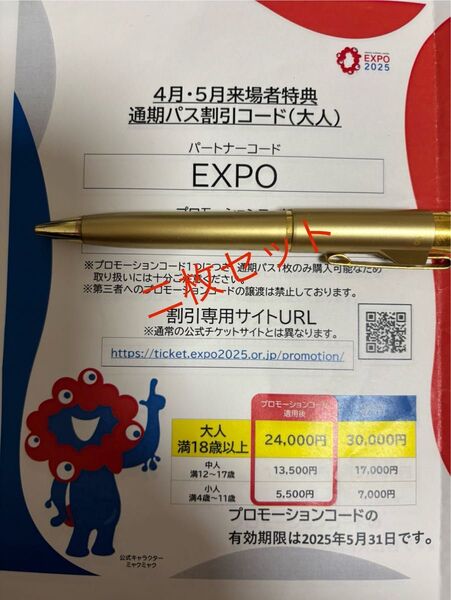 EXPO
2025
4月・5月来場者特典
通期パス割引コード(大人)
パートナーコード
EXPO
二枚セット
※プロモーションコード1つにつき、通期パス1枚のみ購入可能なため
取り扱いには十分ご注意ください。
※第三者へのプロモーションコードの譲渡は禁止しております。
割引専用サイトURL
※通常の公式チケットサイトとは異なります。
https://ticket.expo2025.or.jp/promotion/
プロモーションコード
適用後
大人
満18歳以上
24,000円
30,000円
中人
満12～17歳
13,500円
17,000円
小人
満4歳～11歳
5,500円
7,000円
プロモーションコードの
有効期限は2025年5月31日です。
公式キャラクター
ミャクミャク